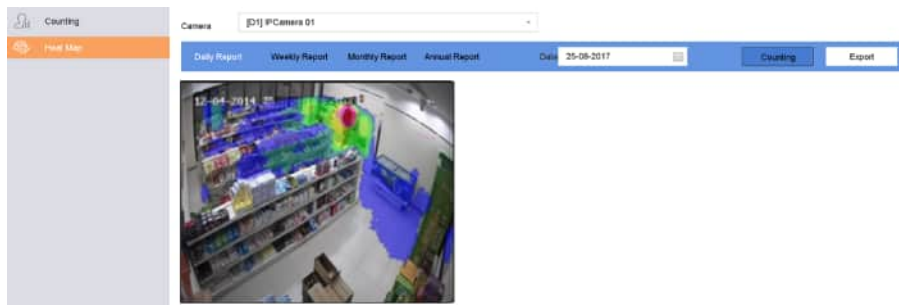 Counting
Camera
[D1] IPCamera 01
Heat Map
Daily Report
Weekly Report
Monthly Report
Annual Report
Date
25-08-2017
Counting
Export
12-04-2014